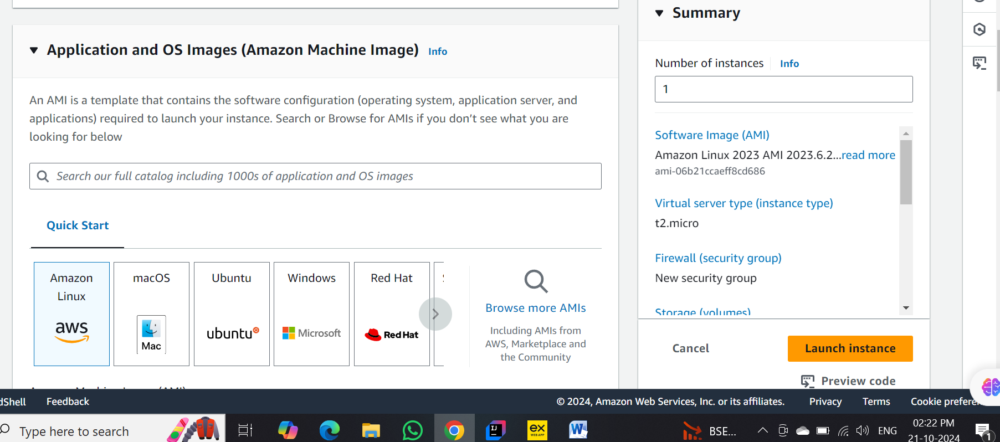 Application and OS Images (Amazon Machine Image) Info
An AMI is a template that contains the software configuration (operating system, application server, and
applications) required to launch your instance. Search or Browse for AMIs if you don’t see what you are
looking for below
Search our full catalog including 1000s of application and OS images
Quick Start
Amazon
Linux
aws
macOS
Mac
Ubuntu
ubuntu
Windows
Microsoft
Red Hat
RedHat
Browse more AMIs
Including AMIs from
AWS, Marketplace and
the Community
Summary
Number of instances Info
1
Software Image (AMI)
Amazon Linux 2023 AMI 2023.6.2...read more
ami-06b21ccaeff8cd686
Virtual server type (instance type)
t2.micro
Firewall (security group)
New security group
Storage (volumes)
Cancel
Launch instance
Preview code
dShell Feedback
© 2024, Amazon Web Services, Inc. or its affiliates. Privacy Terms Cookie prefere
Type here to search
IJ
ex
WEB APP
W
BSE...
ENG
02:22 PM
21-10-2024
1